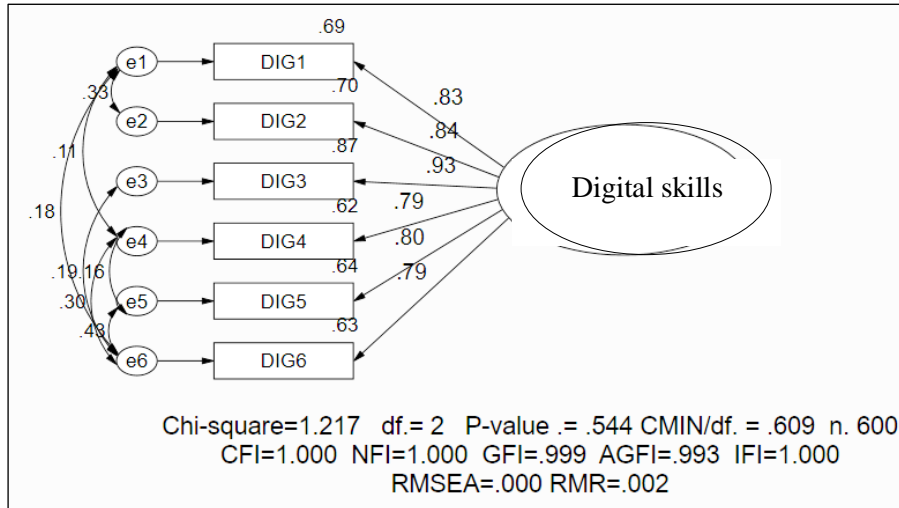 .69
e1 DIG1
.33 .70 .83
e2 DIG2 .84
.11 .87 .93
e3 DIG3 Digital skills
.18 .62 .79
e4 DIG4 .80
.19 .16 .64
e5 DIG5 .79
.30 .63
.43
e6 DIG6
Chi-square=1.217 df.= 2 P-value .= .544 CMIN/df. = .609 n. 600
CFI=1.000 NFI=1.000 GFI=.999 AGFI=.993 IFI=1.000
RMSEA=.000 RMR=.002